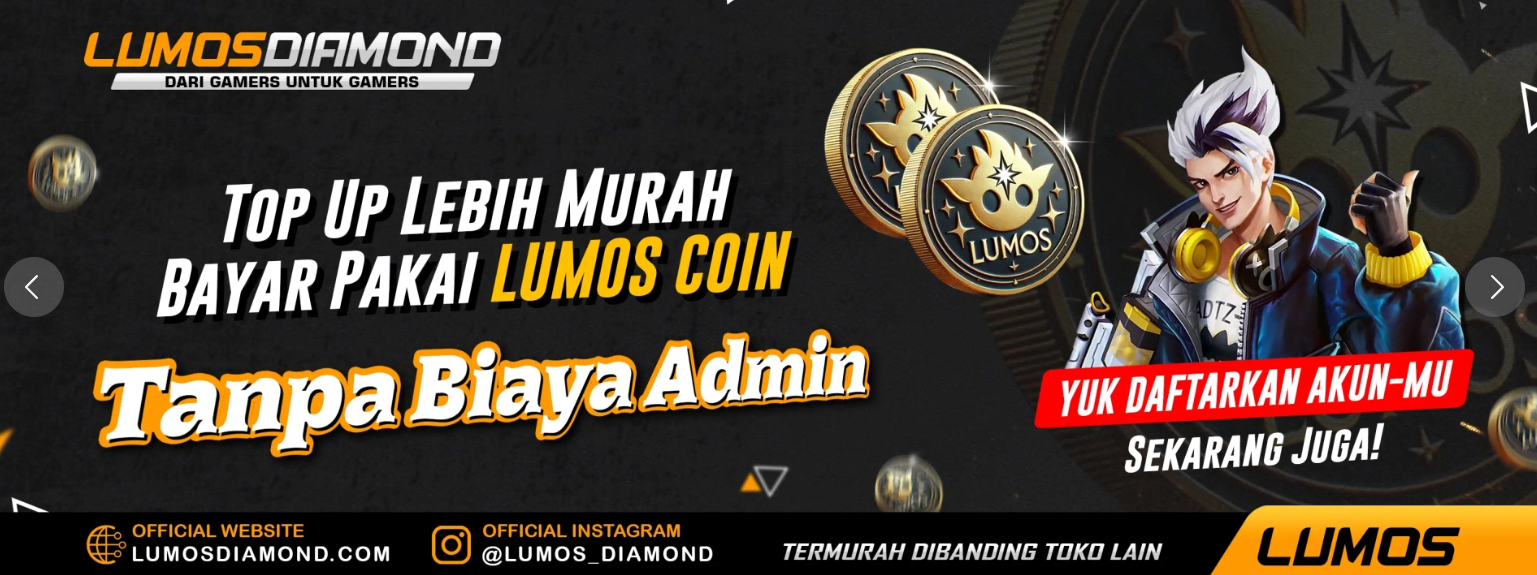 LUMOSDIAMOND
DARI GAMERS UNTUK GAMERS
TOP UP LEBIH MURAH
BAYAR PAKAI LUMOS COIN
Tanpa Biaya Admin
LUMOS
ADTZ
YUK DAFTARKAN AKUN-MU
SEKARANG JUGA!
OFFICIAL WEBSITE
LUMOSDIAMOND.COM
OFFICIAL INSTAGRAM
@LUMOS_DIAMOND
TERMURAH DIBANDING TOKO LAIN
LUMOS